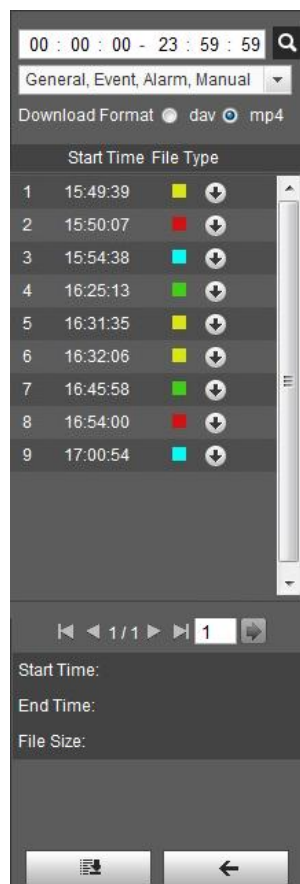 00 : 00 : 00 - 23 : 59 : 59
General, Event, Alarm, Manual
Download Format dav mp4
Start Time File Type
1 15:49:39
2 15:50:07
3 15:54:38
4 16:25:13
5 16:31:35
6 16:32:06
7 16:45:58
8 16:54:00
9 17:00:54
1/1 1
Start Time:
End Time:
File Size: